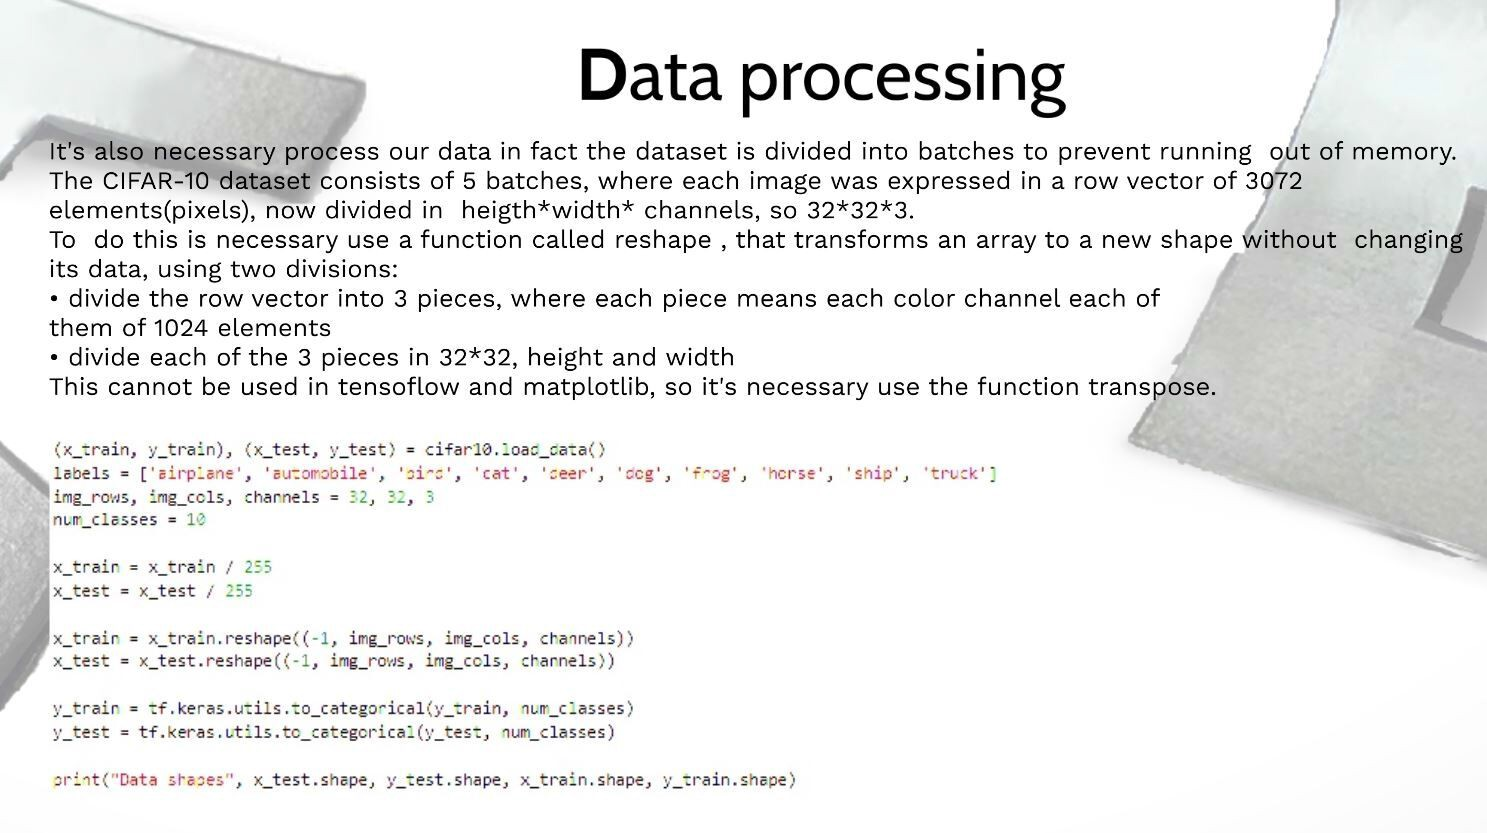 Data processing
It's also necessary process our data in fact the dataset is divided into batches to prevent running  out of memory.
The CIFAR-10 dataset consists of 5 batches, where each image was expressed in a row vector of 3072
elements(pixels), now divided in  heigth*width* channels, so 32*32*3.
To  do this is necessary use a function called reshape , that transforms an array to a new shape without  changing
its data, using two divisions:
• divide the row vector into 3 pieces, where each piece means each color channel each of
them of 1024 elements
• divide each of the 3 pieces in 32*32, height and width
This cannot be used in tensoflow and matplotlib, so it's necessary use the function transpose.
(x_train, y_train), (x_test, y_test) = cifar10.load_data()
labels = ['airplane', 'automobile', 'bird', 'cat', 'deer', 'dog', 'frog', 'horse', 'ship', 'truck']
img_rows, img_cols, channels = 32, 32, 3
num_classes = 10
x_train = x_train / 255
x_test = x_test / 255
x_train = x_train.reshape((-1, img_rows, img_cols, channels))
x_test = x_test.reshape((-1, img_rows, img_cols, channels))
y_train = tf.keras.utils.to_categorical(y_train, num_classes)
y_test = tf.keras.utils.to_categorical(y_test, num_classes)
print("Data shapes", x_test.shape, y_test.shape, x_train.shape, y_train.shape)